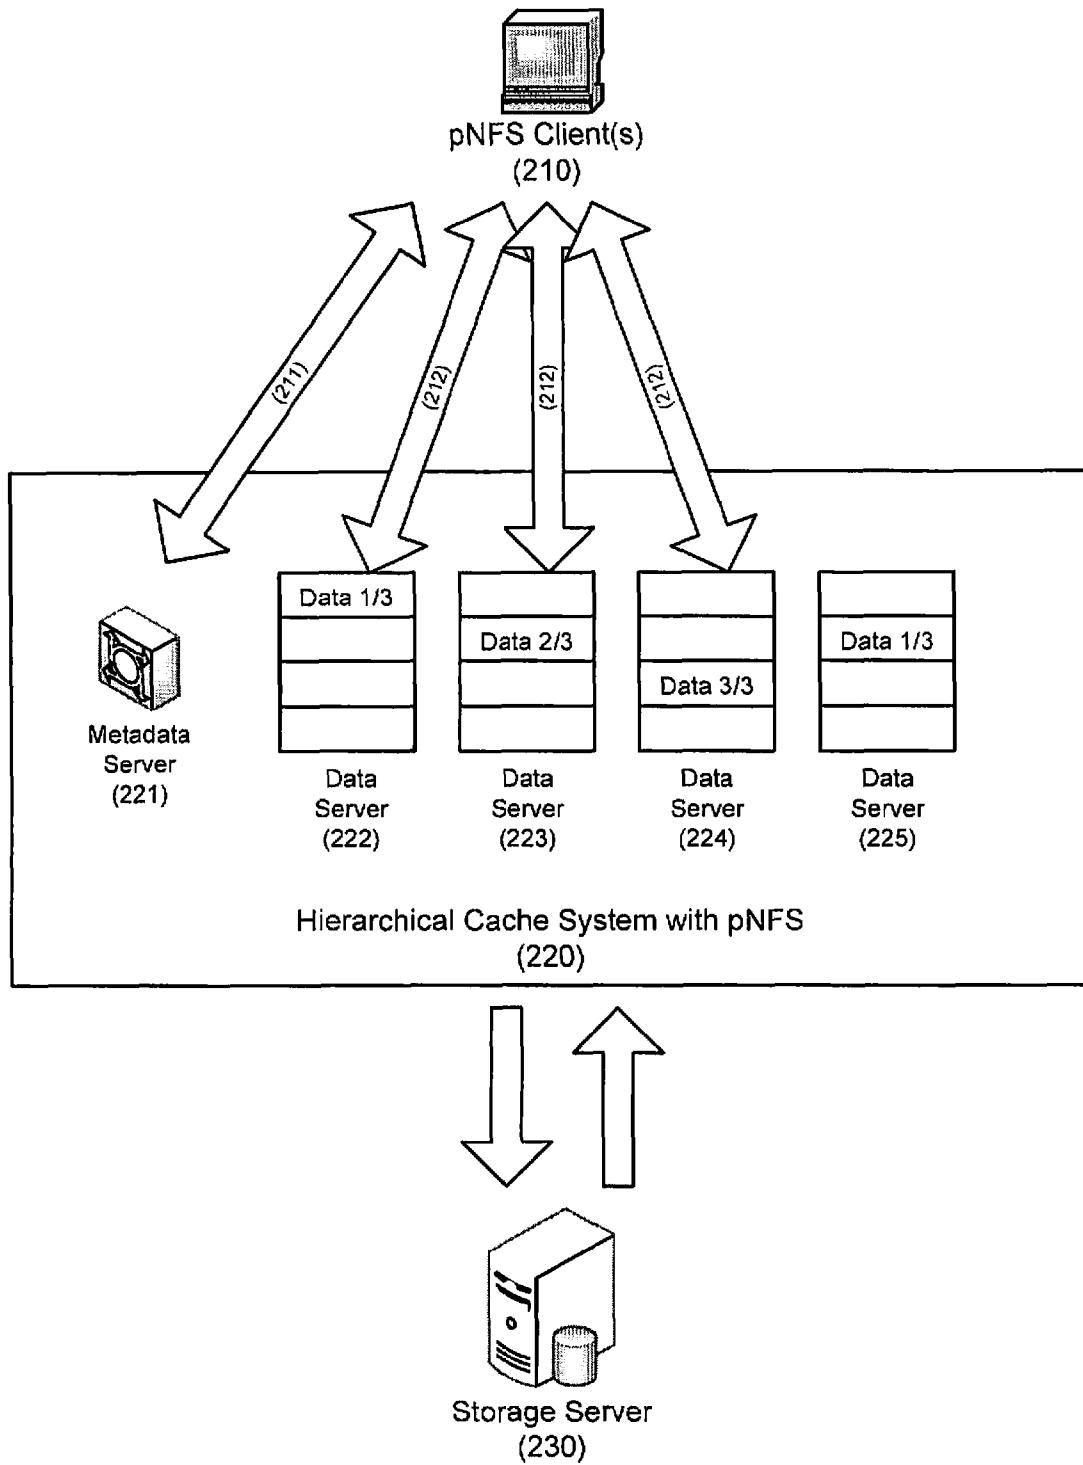 pNFS Client(s)
(210)
(211)
(212)
(212)
(212)
Data 1/3
Data 2/3
Data 1/3
Data 3/3
Metadata
Server
(221)
Data
Server
(222)
Data
Server
(223)
Data
Server
(224)
Data
Server
(225)
Hierarchical Cache System with pNFS
(220)
Storage Server
(230)